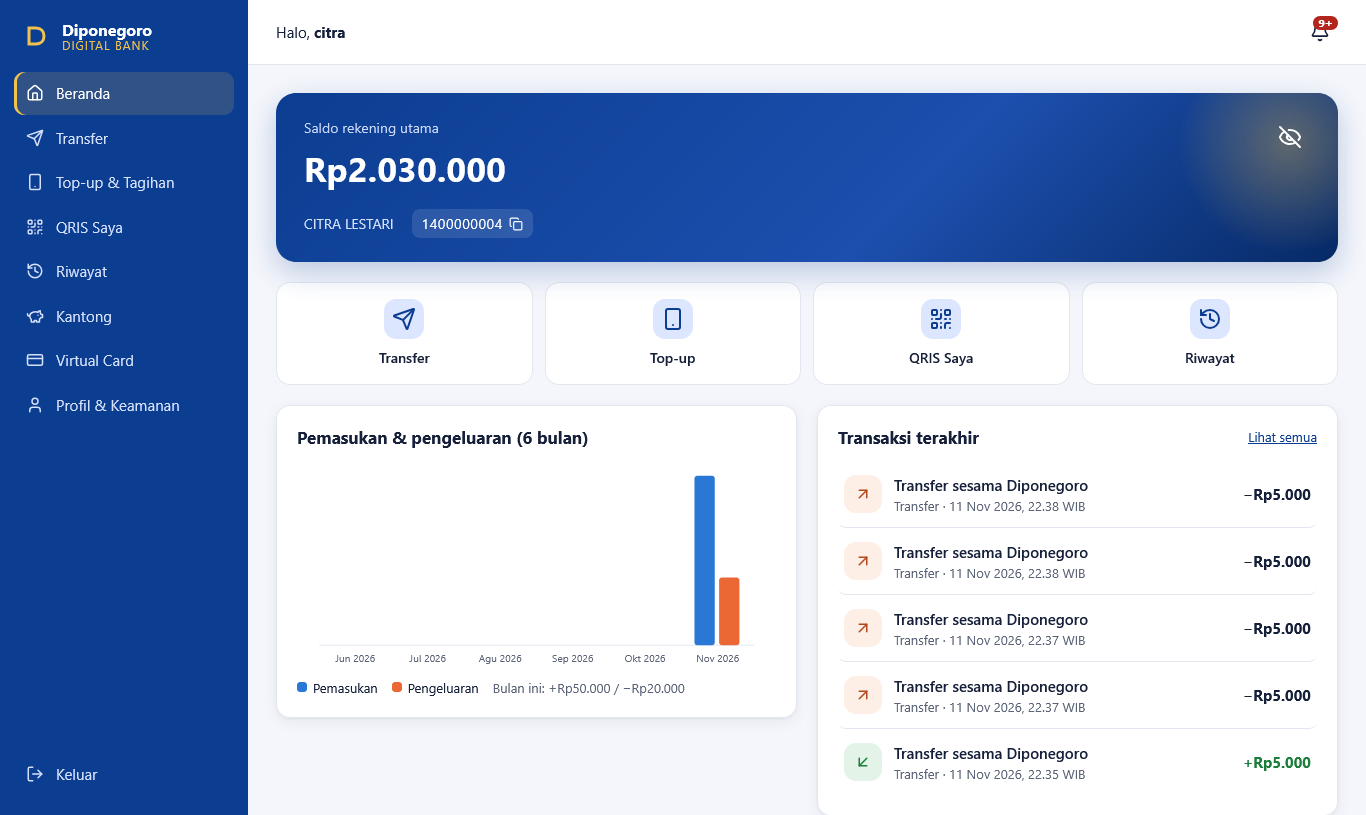 Diponegoro
DIGITAL BANK
Beranda
Transfer
Top-up & Tagihan
QRIS Saya
Riwayat
Kantong
Virtual Card
Profil & Keamanan
Keluar
Halo, citra
9+
Saldo rekening utama
Rp2.030.000
CITRA LESTARI 1400000004
Transfer
Top-up
QRIS Saya
Riwayat
Pemasukan & pengeluaran (6 bulan)
Jun 2026 Jul 2026 Agu 2026 Sep 2026 Okt 2026 Nov 2026
Pemasukan Pengeluaran Bulan ini: +Rp50.000 / −Rp20.000
Transaksi terakhir Lihat semua
Transfer sesama Diponegoro −Rp5.000
Transfer · 11 Nov 2026, 22.38 WIB
Transfer sesama Diponegoro −Rp5.000
Transfer · 11 Nov 2026, 22.38 WIB
Transfer sesama Diponegoro −Rp5.000
Transfer · 11 Nov 2026, 22.37 WIB
Transfer sesama Diponegoro −Rp5.000
Transfer · 11 Nov 2026, 22.37 WIB
Transfer sesama Diponegoro +Rp5.000
Transfer · 11 Nov 2026, 22.35 WIB